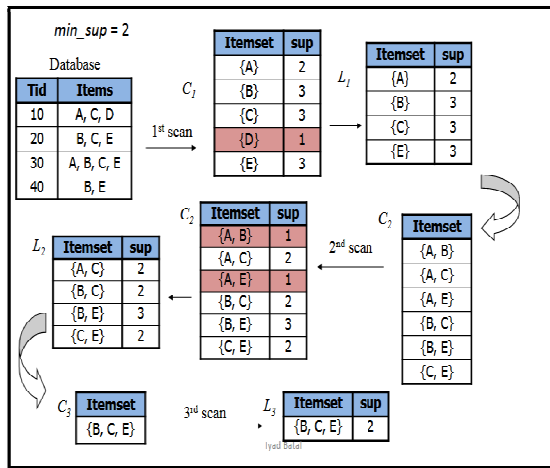 min_sup = 2
Database
Tid Items
10 A, C, D
20 B, C, E
30 A, B, C, E
40 B, E
1st scan
C1
Itemset sup
{A} 2
{B} 3
{C} 3
{D} 1
{E} 3
L1
Itemset sup
{A} 2
{B} 3
{C} 3
{E} 3
C2
Itemset
{A, B}
{A, C}
{A, E}
{B, C}
{B, E}
{C, E}
2nd scan
C2
Itemset sup
{A, B} 1
{A, C} 2
{A, E} 1
{B, C} 2
{B, E} 3
{C, E} 2
L2
Itemset sup
{A, C} 2
{B, C} 2
{B, E} 3
{C, E} 2
C3
Itemset
{B, C, E}
3rd scan
L3
Itemset sup
{B, C, E} 2
Iyad Batal